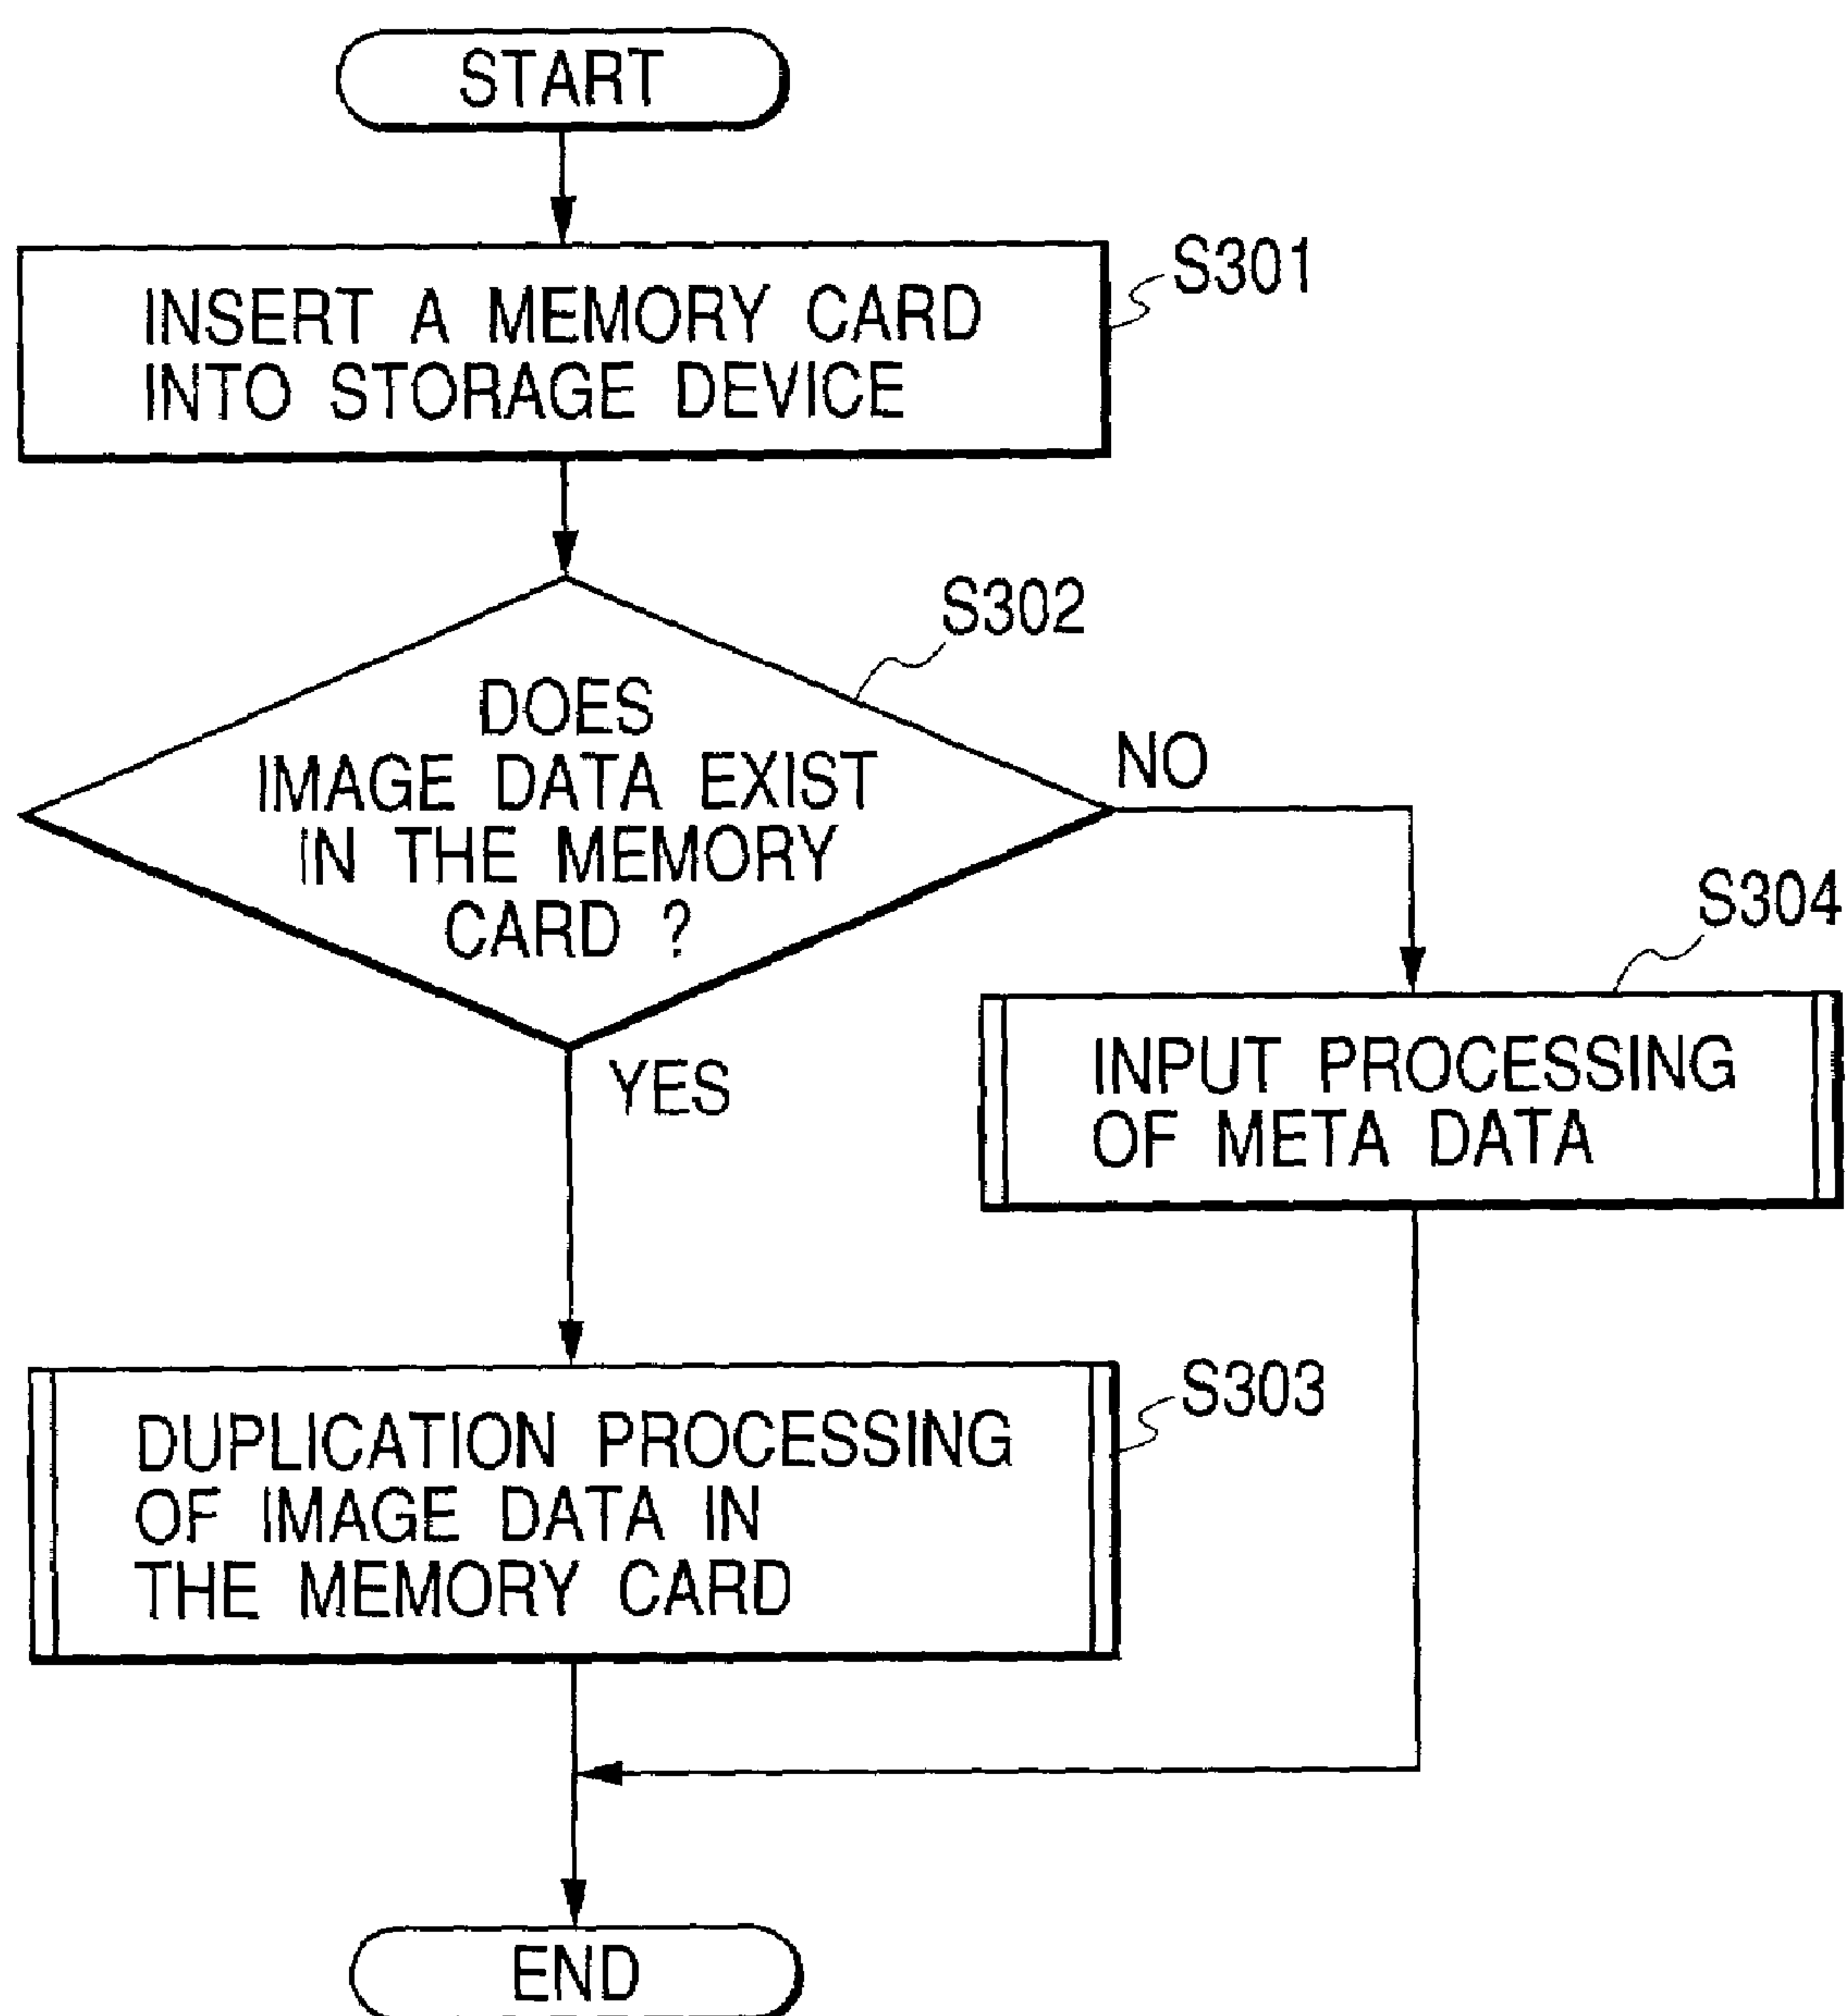 START
S301
INSERT A MEMORY CARD
INTO STORAGE DEVICE
S302
DOES
IMAGE DATA EXIST
IN THE MEMORY
CARD ?
NO
YES
S304
INPUT PROCESSING
OF META DATA
S303
DUPLICATION PROCESSING
OF IMAGE DATA IN
THE MEMORY CARD
END